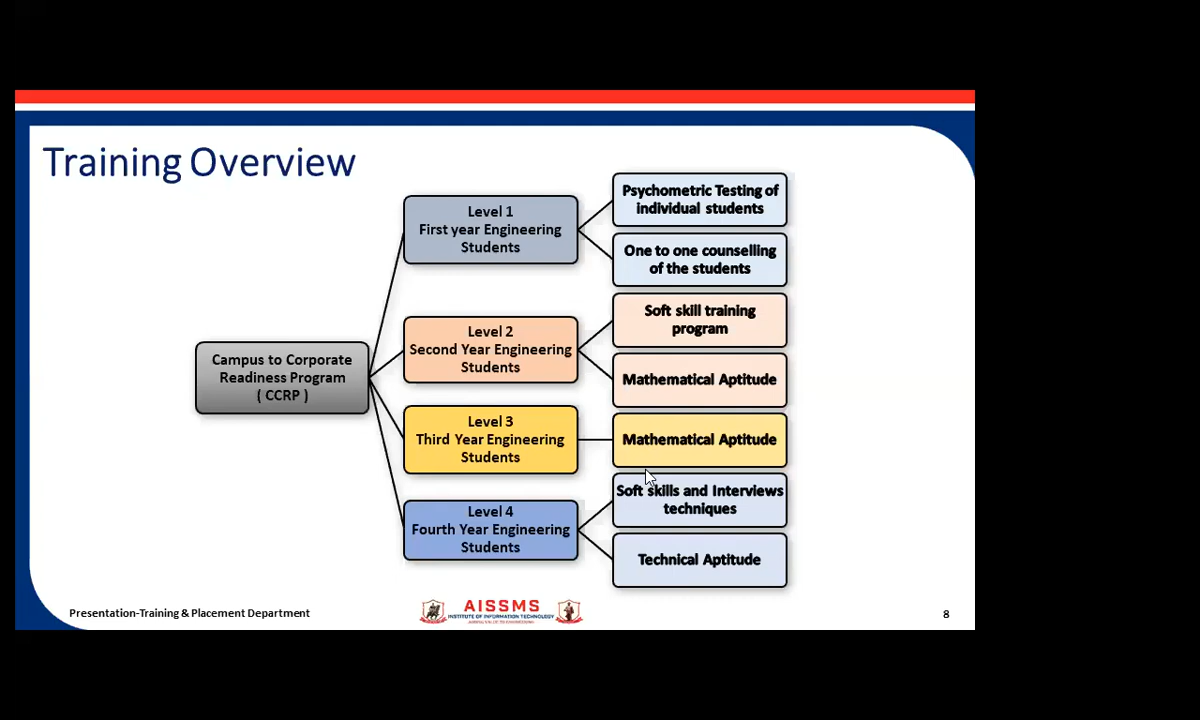 Training Overview
Psychometric Testing of
individual students
Level 1
First year Engineering
Students
One to one counselling
of the students
Soft skill training
program
Level 2
Second Year Engineering
Students
Mathematical Aptitude
Campus to Corporate
Readiness Program
( CCRP )
Level 3
Third Year Engineering
Students
Mathematical Aptitude
Soft skills and Interviews
techniques
Level 4
Fourth Year Engineering
Students
Technical Aptitude
Presentation-Training & Placement Department
AISSMS
INSTITUTE OF INFORMATION TECHNOLOGY
8